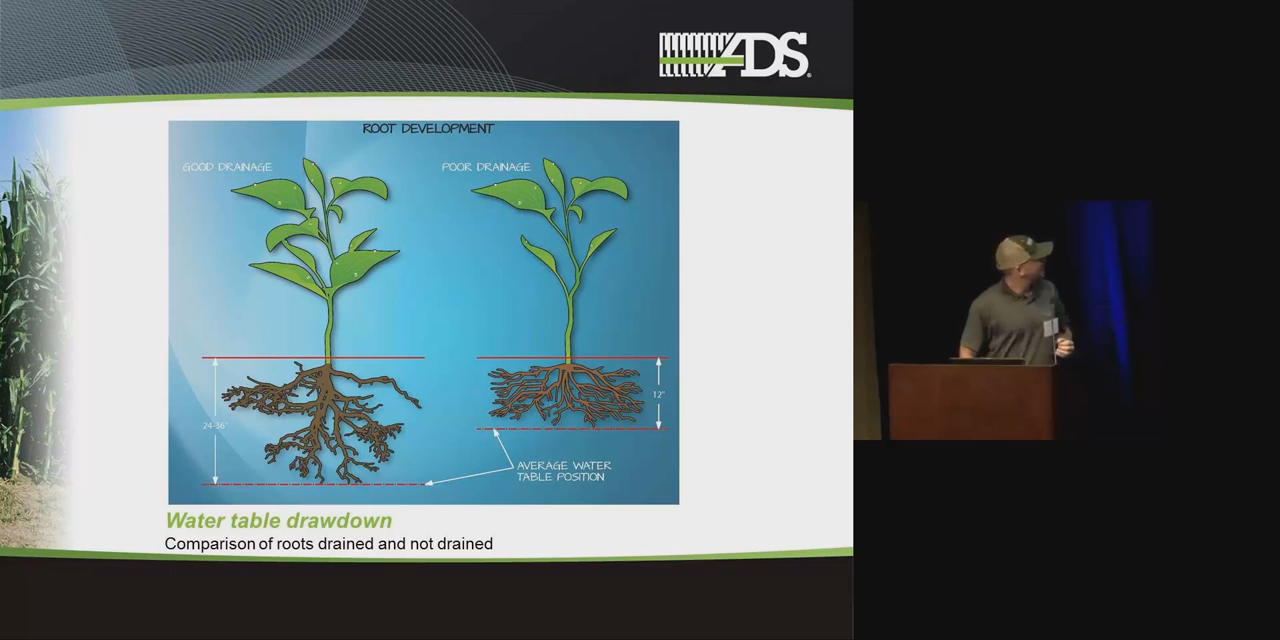 ADS
ROOT DEVELOPMENT
GOOD DRAINAGE
POOR DRAINAGE
24-36"
12"
AVERAGE WATER
TABLE POSITION
Water table drawdown
Comparison of roots drained and not drained